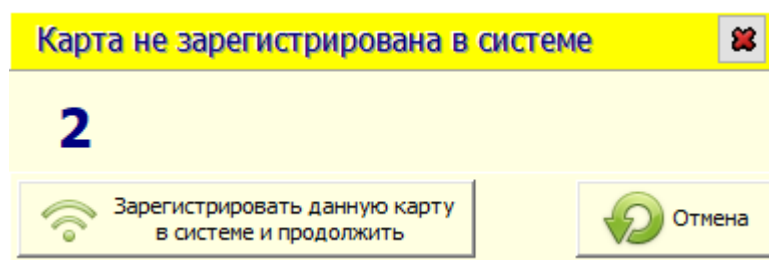 Карта не зарегистрирована в системе
2
Зарегистрировать данную карту
в системе и продолжить
Отмена